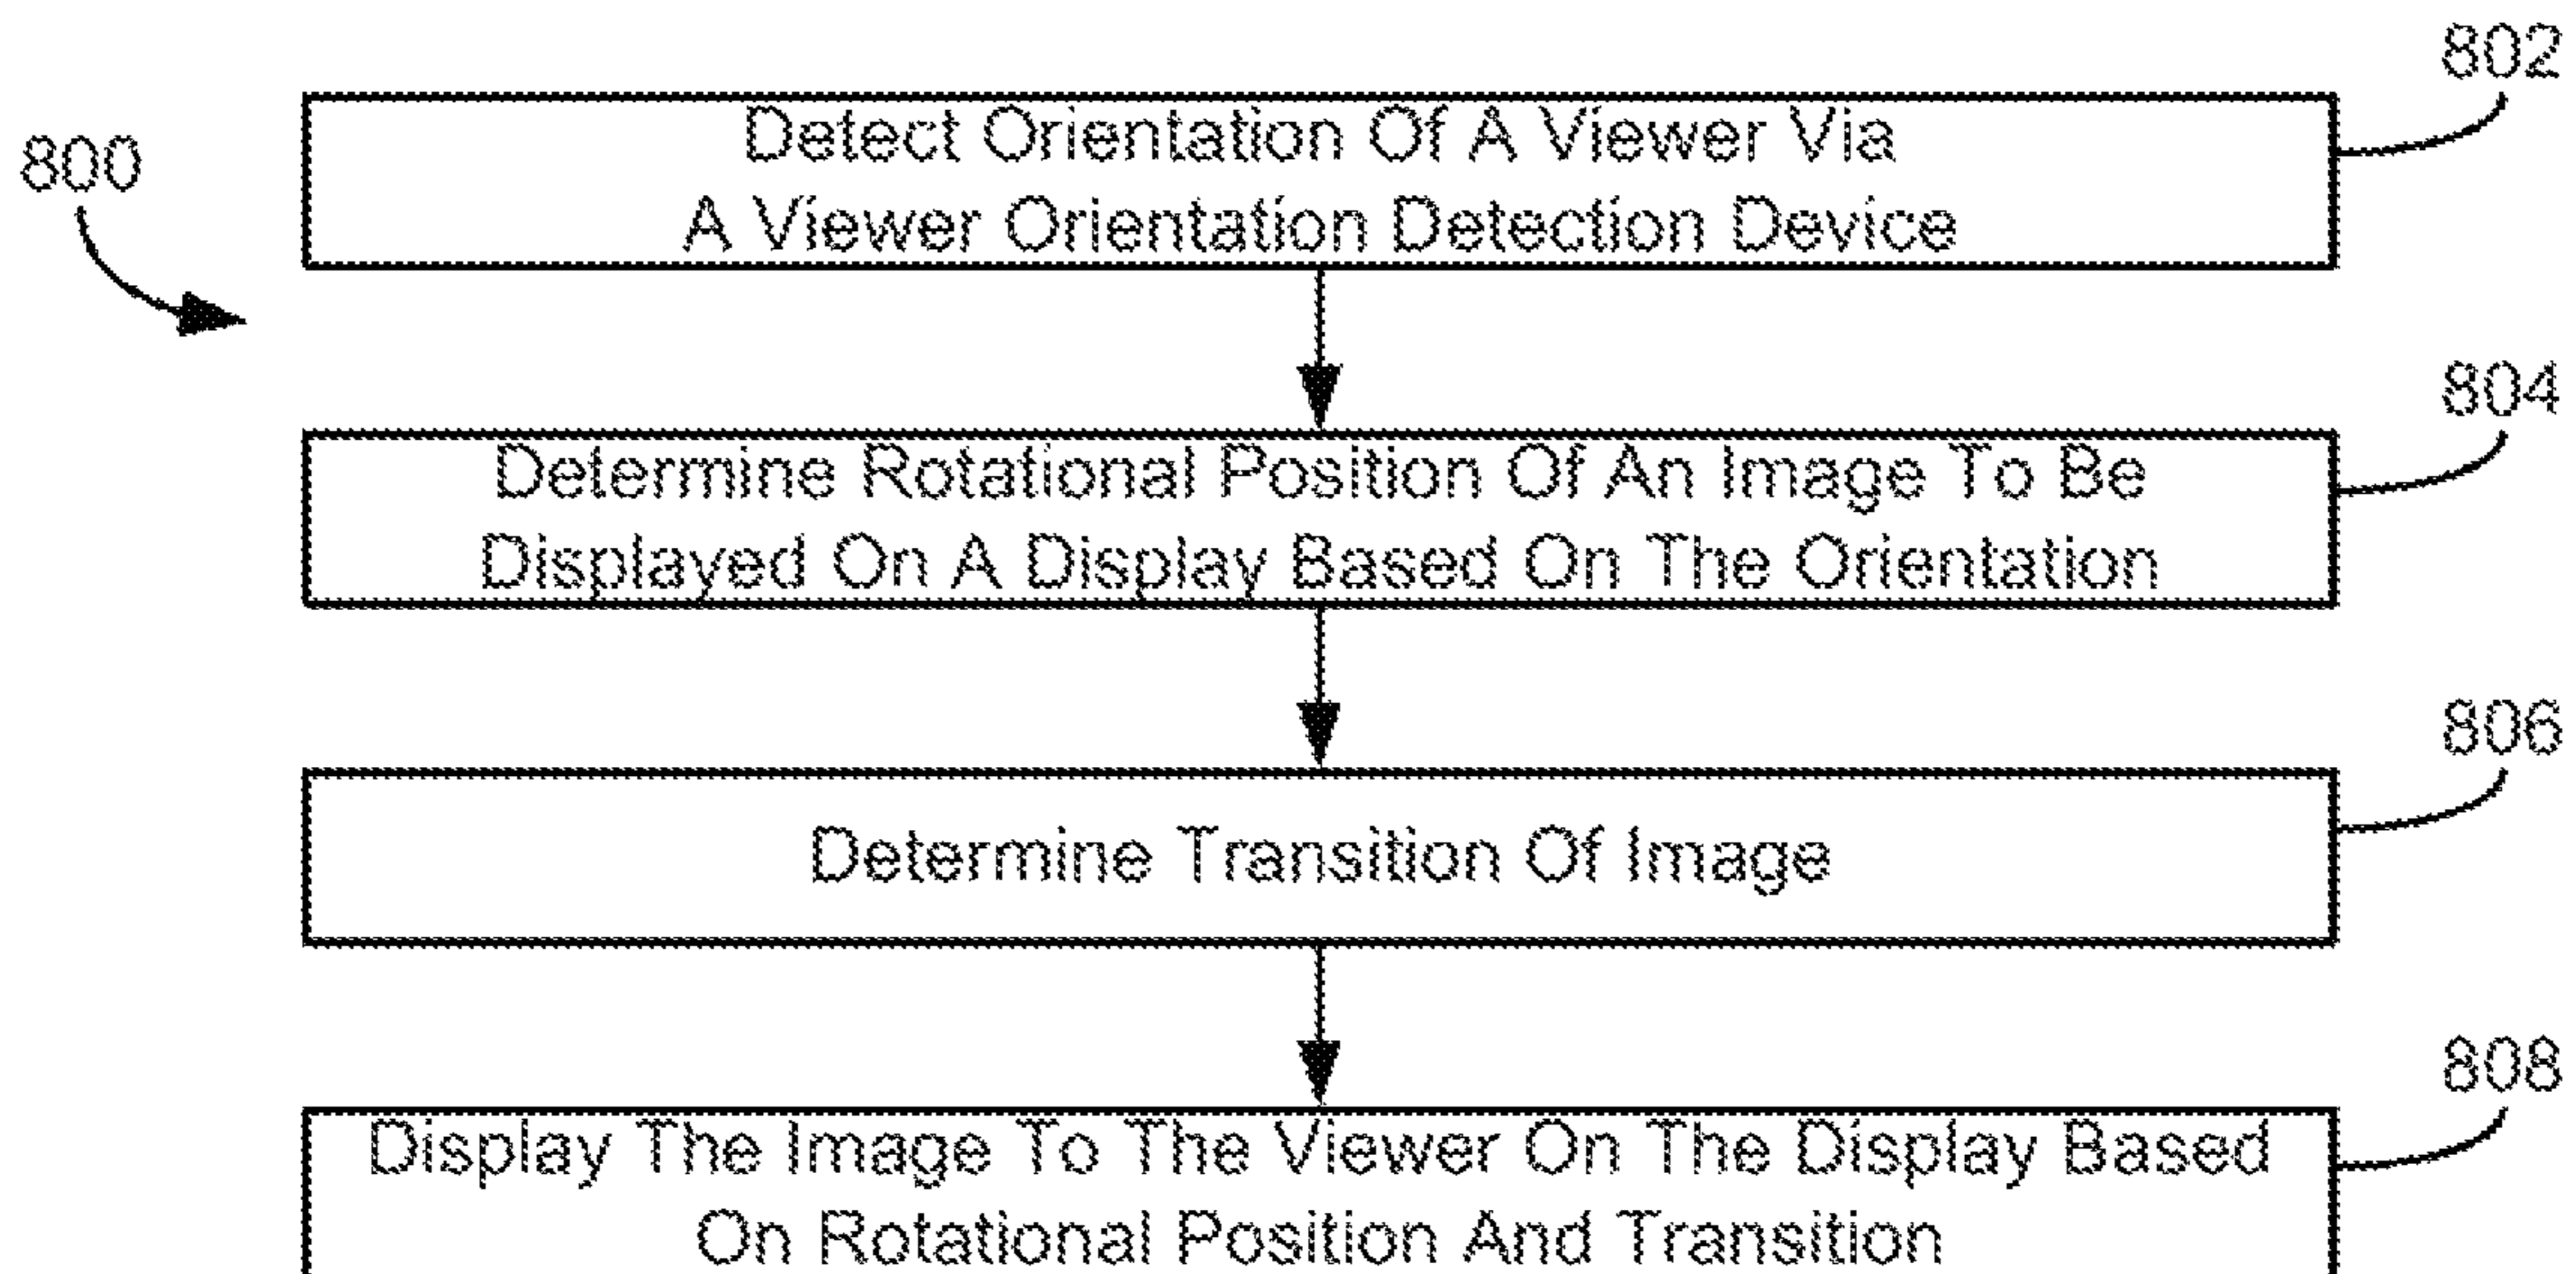 802
800
Detect Orientation Of A Viewer Via
A Viewer Orientation Detection Device
804
Determine Rotational Position Of An Image To Be
Displayed On A Display Based On The Orientation
806
Determine Transition Of Image
808
Display The Image To The Viewer On The Display Based
On Rotational Position And Transition